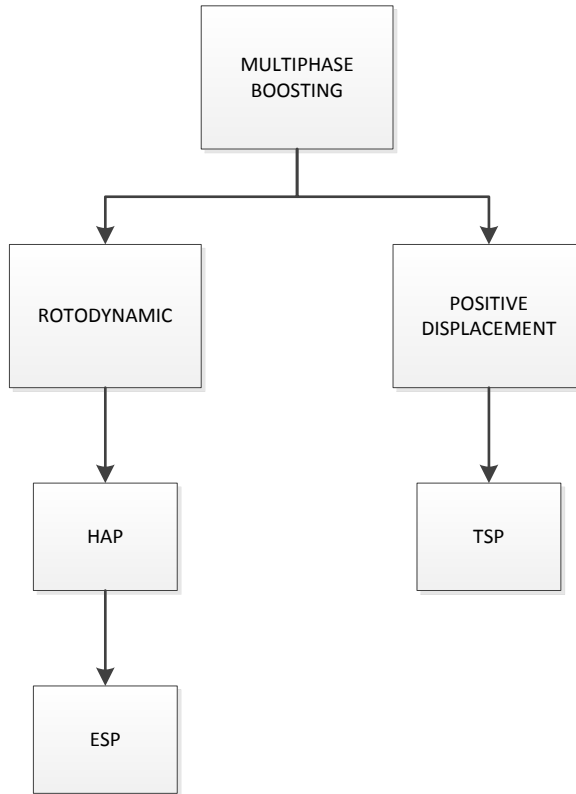 MULTIPHASE
BOOSTING
ROTODYNAMIC
POSITIVE
DISPLACEMENT
HAP
TSP
ESP